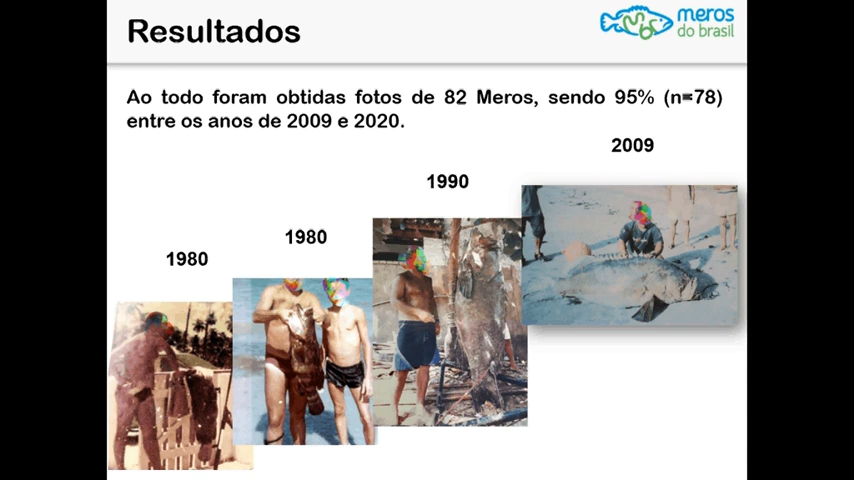 Resultados
meros
do brasil
Ao todo foram obtidas fotos de 82 Meros, sendo 95% (n=78)
entre os anos de 2009 e 2020.
2009
1990
1980
1980